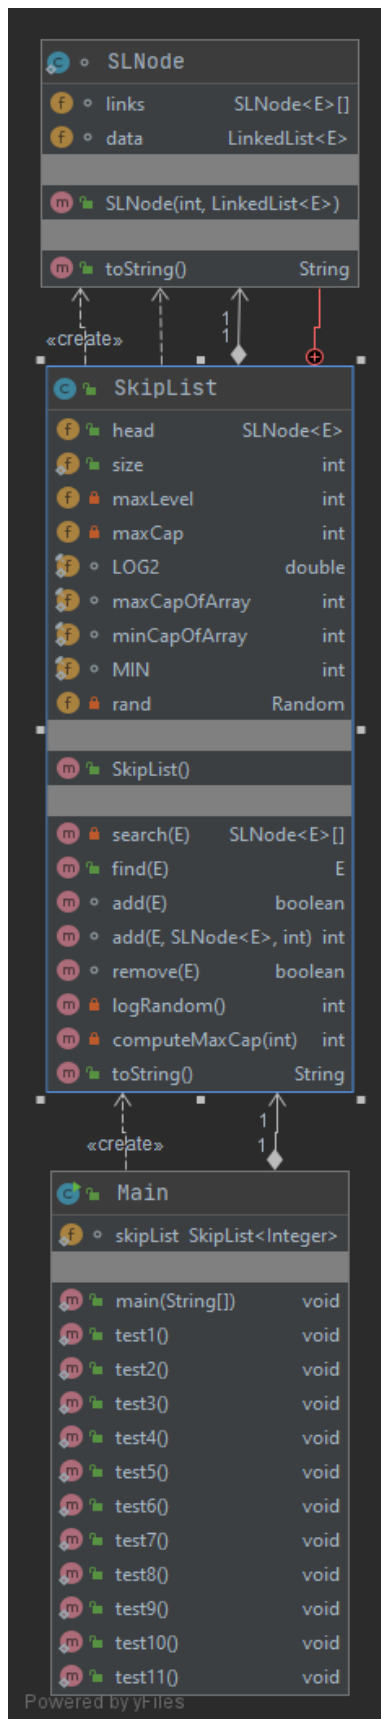 SLNode
links SLNode<E>[]
data LinkedList<E>
SLNode(int, LinkedList<E>)
toString() String
1
1
«create»
SkipList
head SLNode<E>
size int
maxLevel int
maxCap int
LOG2 double
maxCapOfArray int
minCapOfArray int
MIN int
rand Random
SkipList()
search(E) SLNode<E>[]
find(E) E
add(E) boolean
add(E, SLNode<E>, int) int
remove(E) boolean
logRandom() int
computeMaxCap(int) int
toString() String
1
«create» 1
Main
skipList SkipList<Integer>
main(String[]) void
test1() void
test2() void
test3() void
test4() void
test5() void
test6() void
test7() void
test8() void
test9() void
test10() void
test11() void
Powered by yFiles